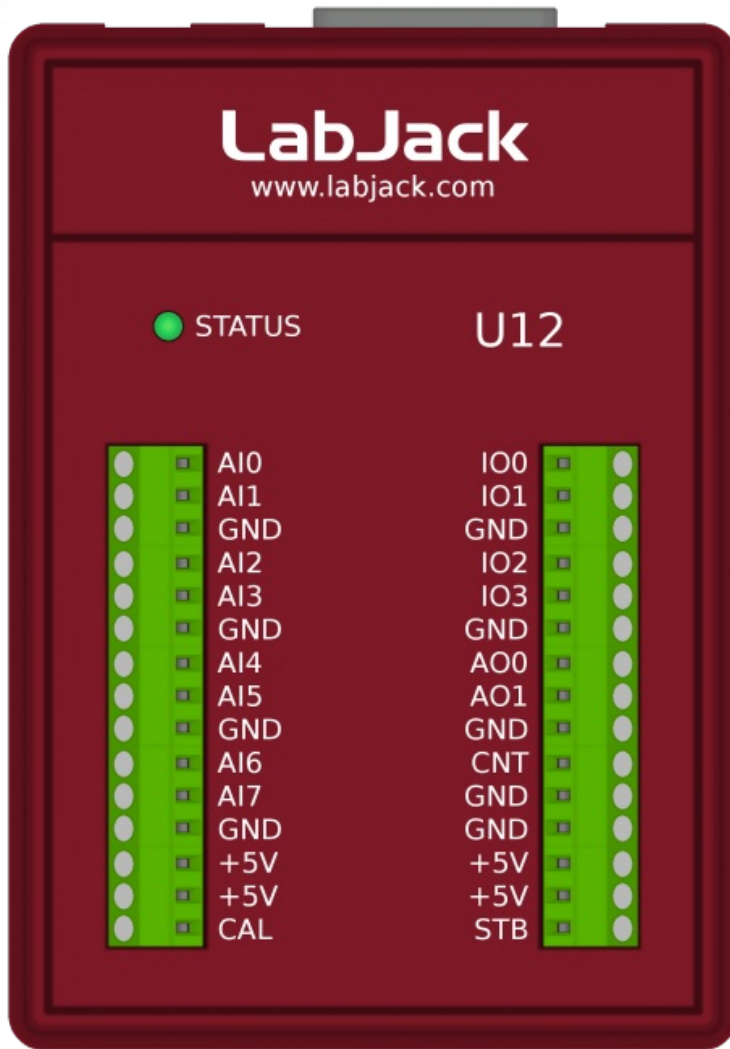 LabJack
www.labjack.com
STATUS
U12
AI0
AI1
GND
AI2
AI3
GND
AI4
AI5
GND
AI6
AI7
GND
+5V
+5V
CAL
IO0
IO1
GND
IO2
IO3
GND
AO0
AO1
GND
CNT
GND
GND
+5V
+5V
STB